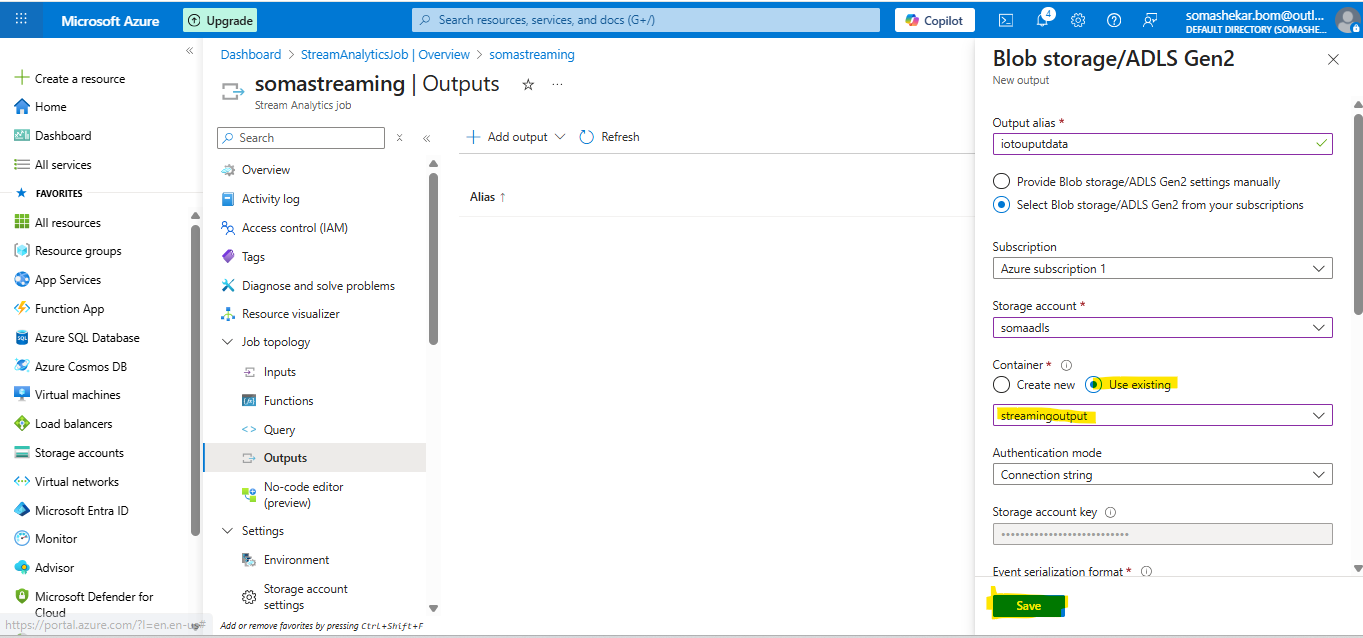 Microsoft Azure
Upgrade
Search resources, services, and docs (G+/)
Copilot
4
somashekar.bom@outl...
DEFAULT DIRECTORY (SOMASHE...
Create a resource
Home
Dashboard
All services
FAVORITES
All resources
Resource groups
App Services
Function App
Azure SQL Database
Azure Cosmos DB
Virtual machines
Load balancers
Storage accounts
Virtual networks
Microsoft Entra ID
Monitor
Advisor
Microsoft Defender for
Cloud
https://portal.azure.com/?l=en.en-us#
Dashboard > StreamAnalyticsJob | Overview > somastreaming
somastreaming | Outputs
Stream Analytics job
Search
Overview
Activity log
Access control (IAM)
Tags
Diagnose and solve problems
Resource visualizer
Job topology
Inputs
Functions
Query
Outputs
No-code editor
(preview)
Settings
Environment
Storage account
settings
Add or remove favorites by pressing Ctrl+Shift+F
Add output
Refresh
Alias ↑
Blob storage/ADLS Gen2
New output
Output alias *
iotouputdata
Provide Blob storage/ADLS Gen2 settings manually
Select Blob storage/ADLS Gen2 from your subscriptions
Subscription
Azure subscription 1
Storage account *
somaadls
Container *
Create new
Use existing
streamingoutput
Authentication mode
Connection string
Storage account key
Event serialization format *
Save